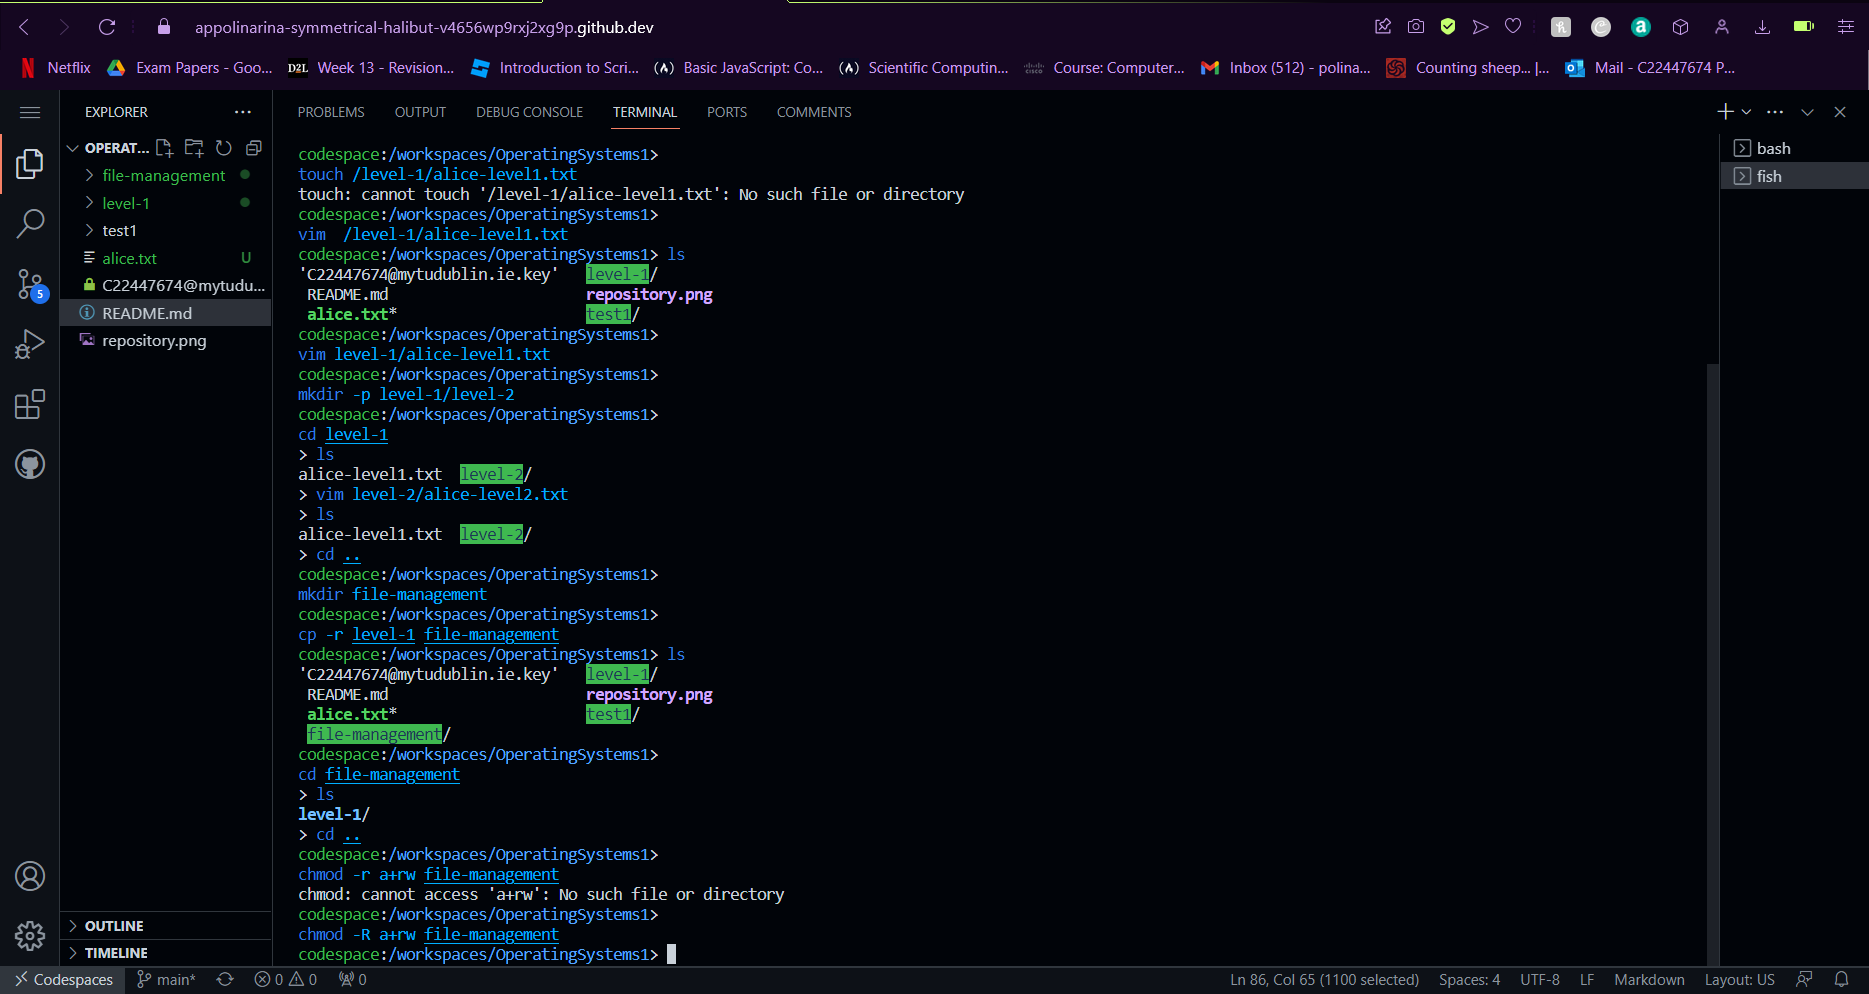 appolinarina-symmetrical-halibut-v4656wp9rxj2xg9p.github.dev
Netflix Exam Papers - Goo... D2L Week 13 - Revision... Introduction to Scri... (∧) Basic JavaScript: Co... (∧) Scientific Computin... cisco Course: Computer... Inbox (512) - polina... Counting sheep... |... Mail - C22447674 P...
EXPLORER ... PROBLEMS OUTPUT DEBUG CONSOLE TERMINAL PORTS COMMENTS
OPERAT...
file-management
level-1
test1
alice.txt U
C22447674@mytudu...
README.md
repository.png
5
codespace:/workspaces/OperatingSystems1>
touch /level-1/alice-level1.txt
touch: cannot touch '/level-1/alice-level1.txt': No such file or directory
codespace:/workspaces/OperatingSystems1>
vim  /level-1/alice-level1.txt
codespace:/workspaces/OperatingSystems1> ls
'C22447674@mytudublin.ie.key'   level-1/
README.md                      repository.png
alice.txt*                     test1/
codespace:/workspaces/OperatingSystems1>
vim level-1/alice-level1.txt
codespace:/workspaces/OperatingSystems1>
mkdir -p level-1/level-2
codespace:/workspaces/OperatingSystems1>
cd level-1
> ls
alice-level1.txt  level-2/
> vim level-2/alice-level2.txt
> ls
alice-level1.txt  level-2/
> cd ..
codespace:/workspaces/OperatingSystems1>
mkdir file-management
codespace:/workspaces/OperatingSystems1>
cp -r level-1 file-management
codespace:/workspaces/OperatingSystems1> ls
'C22447674@mytudublin.ie.key'   level-1/
README.md                      repository.png
alice.txt*                     test1/
file-management/
codespace:/workspaces/OperatingSystems1>
cd file-management
> ls
level-1/
> cd ..
codespace:/workspaces/OperatingSystems1>
chmod -r a+rw file-management
chmod: cannot access 'a+rw': No such file or directory
codespace:/workspaces/OperatingSystems1>
chmod -R a+rw file-management
codespace:/workspaces/OperatingSystems1>
bash
fish
OUTLINE
TIMELINE
Codespaces main* 0 0 0 Ln 86, Col 65 (1100 selected) Spaces: 4 UTF-8 LF Markdown Layout: US